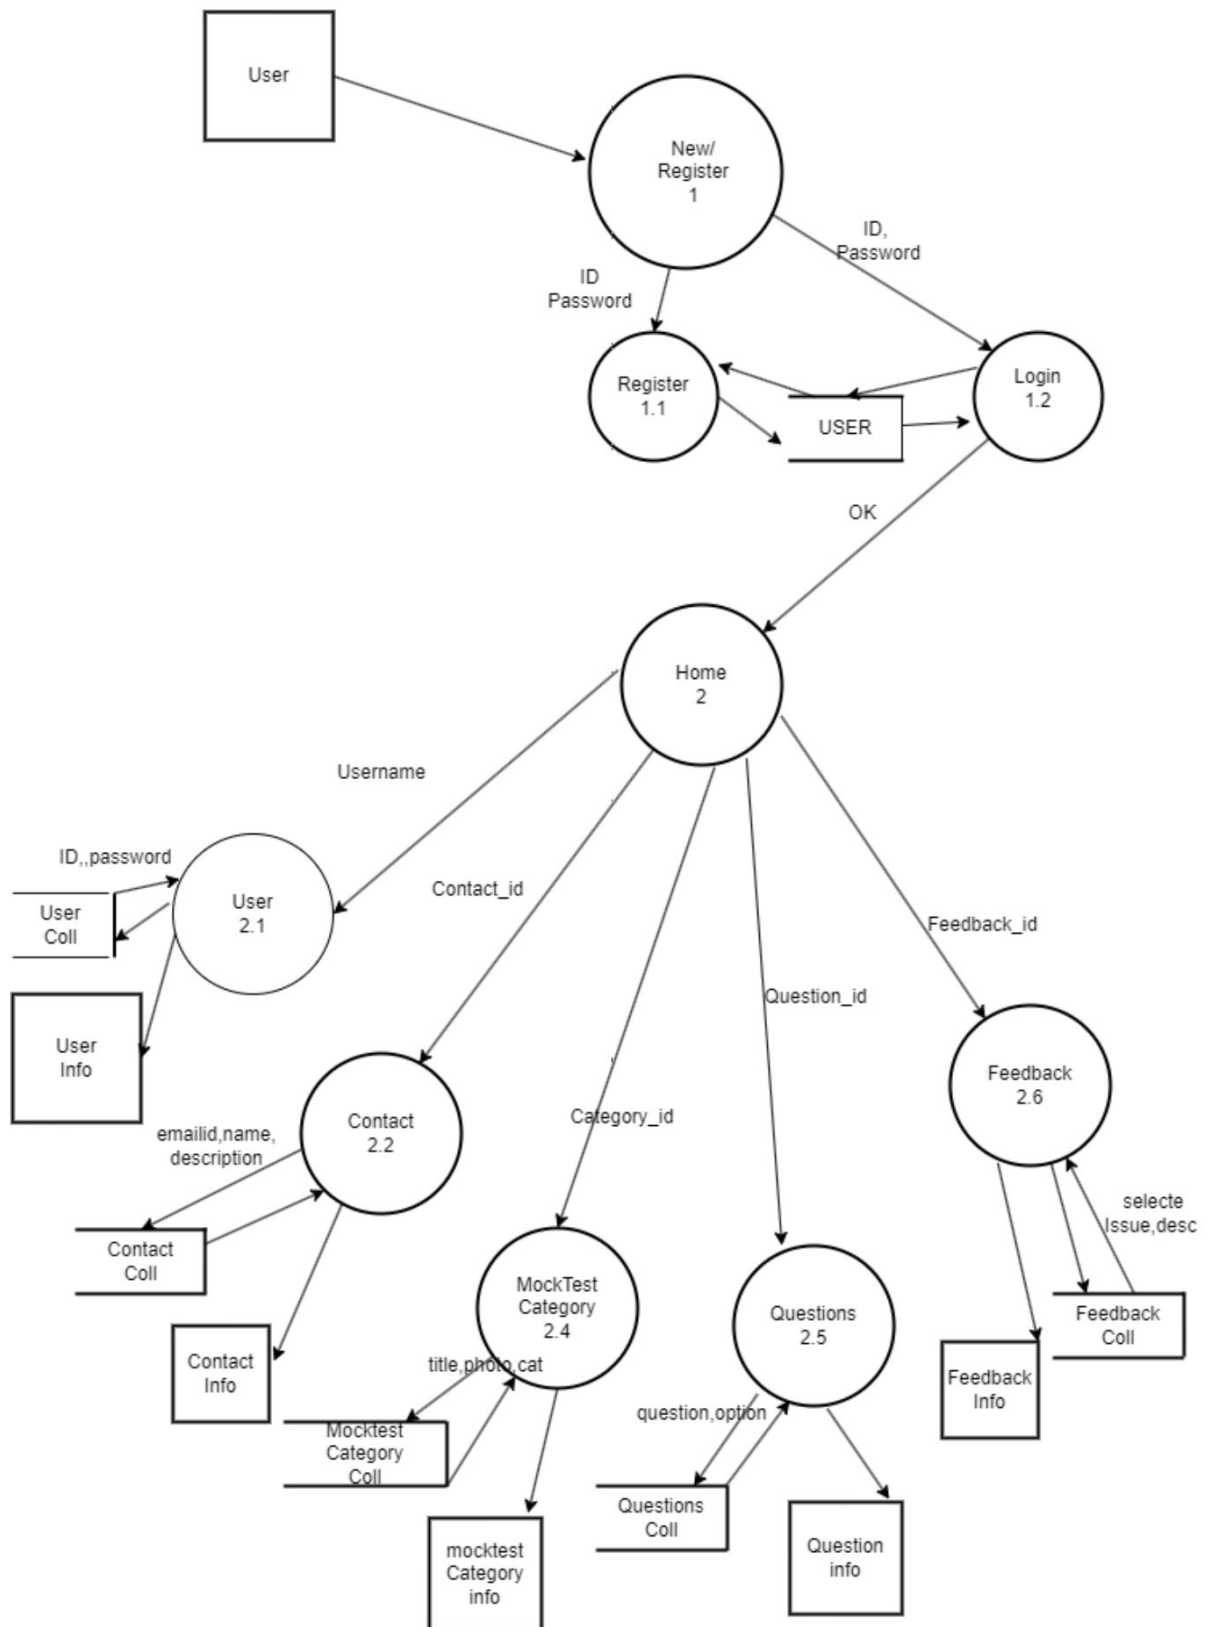 User
New/
Register
1
ID,
Password
ID
Password
Register
1.1
USER
Login
1.2
OK
Home
2
Username
ID,,password
User
Coll
User
2.1
User
Info
Contact_id
Feedback_id
Question_id
Category_id
Contact
2.2
emailid,name,
description
Contact
Coll
Contact
Info
Feedback
2.6
selecte
Issue,desc
Feedback
Coll
Feedback
Info
MockTest
Category
2.4
title,photo,cat
Mocktest
Category
Coll
mocktest
Category
info
Questions
2.5
question,option
Questions
Coll
Question
info